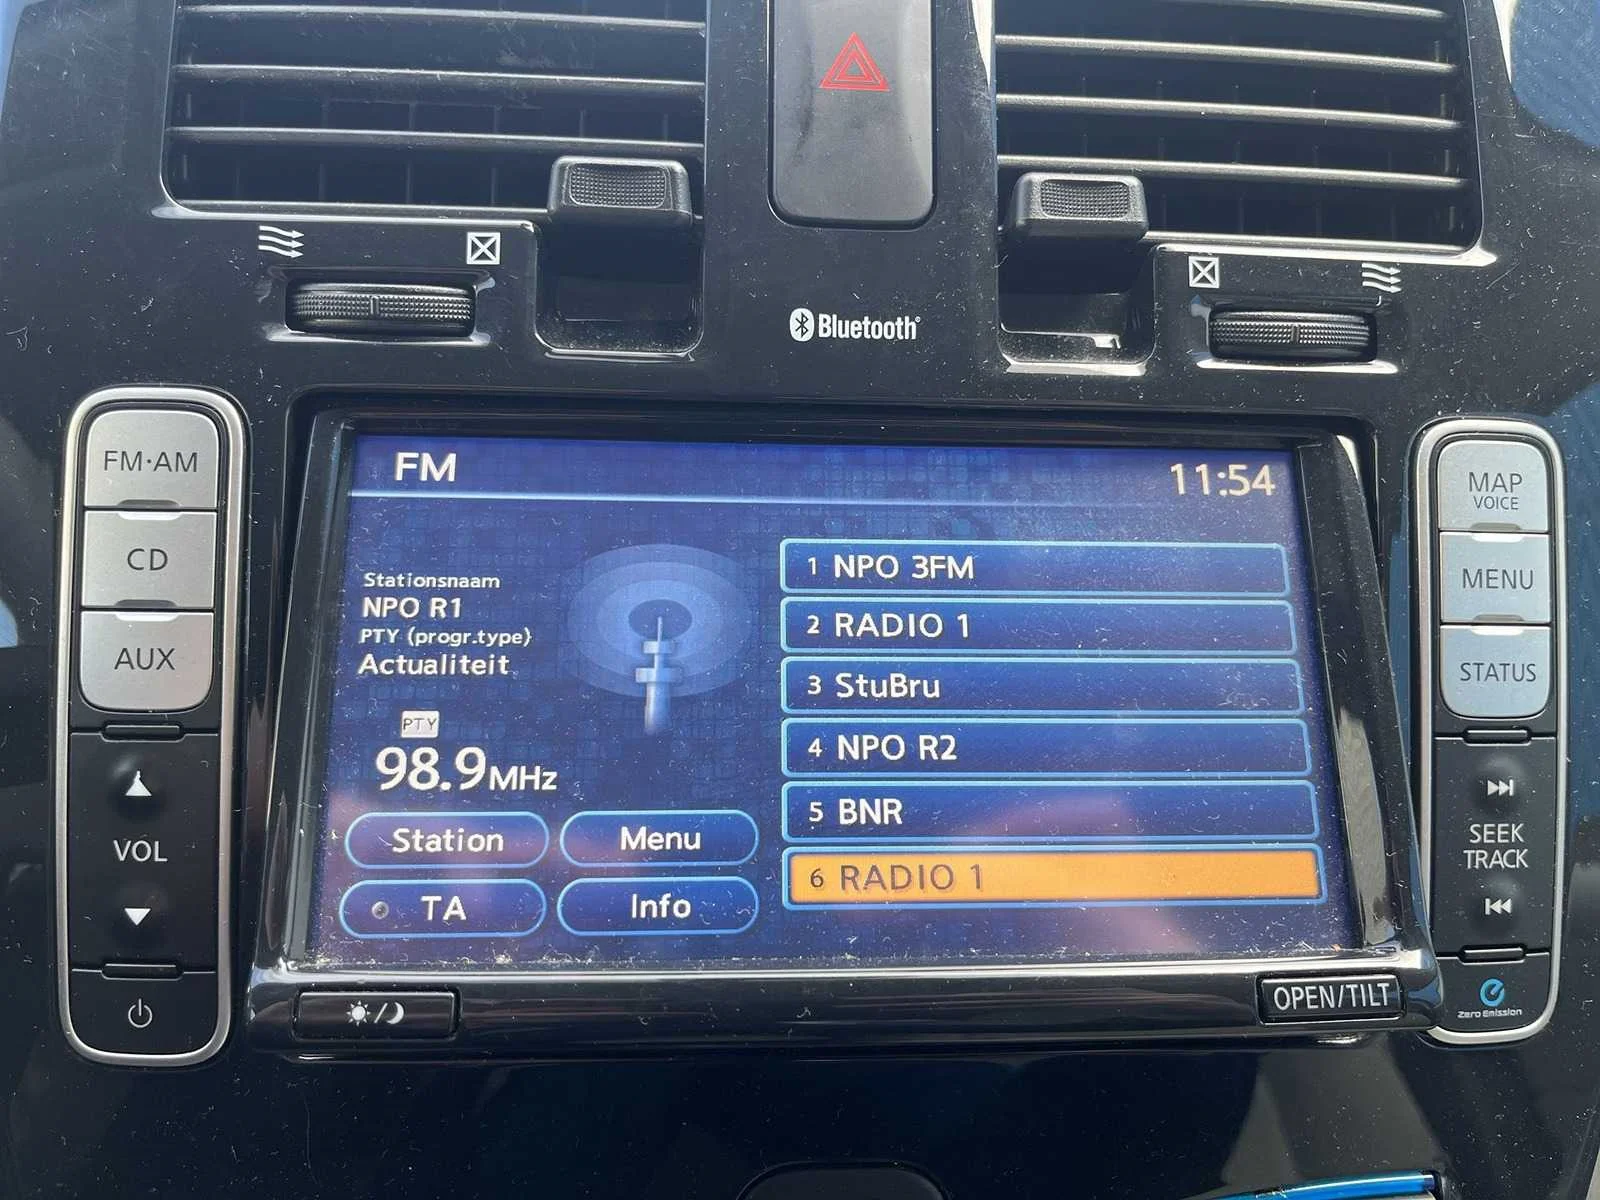 Bluetooth
FM·AM
CD
AUX
VOL
FM
11:54
Stationsnaam
NPO R1
PTY (progr.type)
Actualiteit
PTY
98.9MHz
Station
Menu
TA
Info
1 NPO 3FM
2 RADIO 1
3 StuBru
4 NPO R2
5 BNR
6 RADIO 1
MAP
VOICE
MENU
STATUS
SEEK
TRACK
OPEN/TILT
Zero Emission